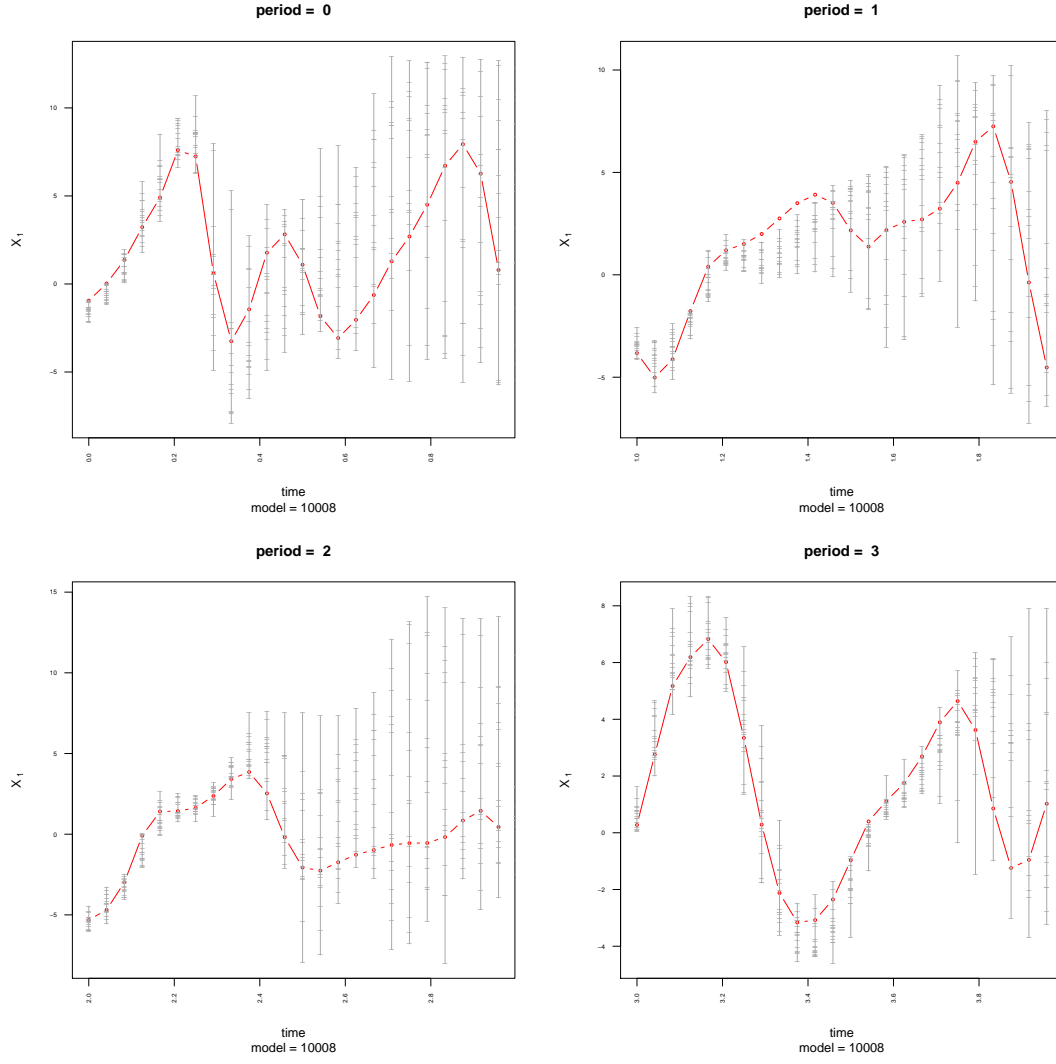 period = 0
X 1
10
5
0
−5
0.0
0.2
0.4
0.6
0.8
time
model = 10008
period = 1
X 1
10
5
0
−5
1.0
1.2
1.4
1.6
1.8
time
model = 10008
period = 2
X 1
15
10
5
0
−5
2.0
2.2
2.4
2.6
2.8
time
model = 10008
period = 3
X 1
8
6
4
2
0
−2
−4
3.0
3.2
3.4
3.6
3.8
time
model = 10008